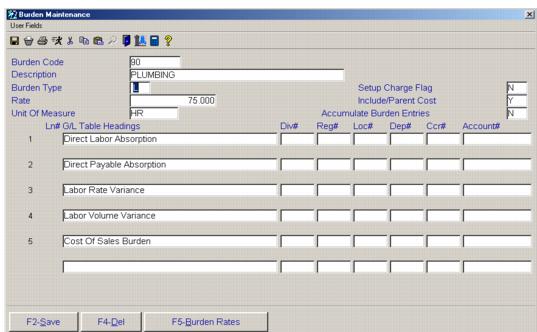 Burden Maintenance
User Fields
Burden Code 90
Description PLUMBING
Burden Type L Setup Charge Flag N
Rate 75.000 Include/Parent Cost Y
Unit Of Measure HR Accumulate Burden Entries N
Ln# G/L Table Headings Div# Reg# Loc# Dep# Ccr# Account#
1 Direct Labor Absorption
2 Direct Payable Absorption
3 Labor Rate Variance
4 Labor Volume Variance
5 Cost Of Sales Burden
F2-Save F4-Del F5-Burden Rates